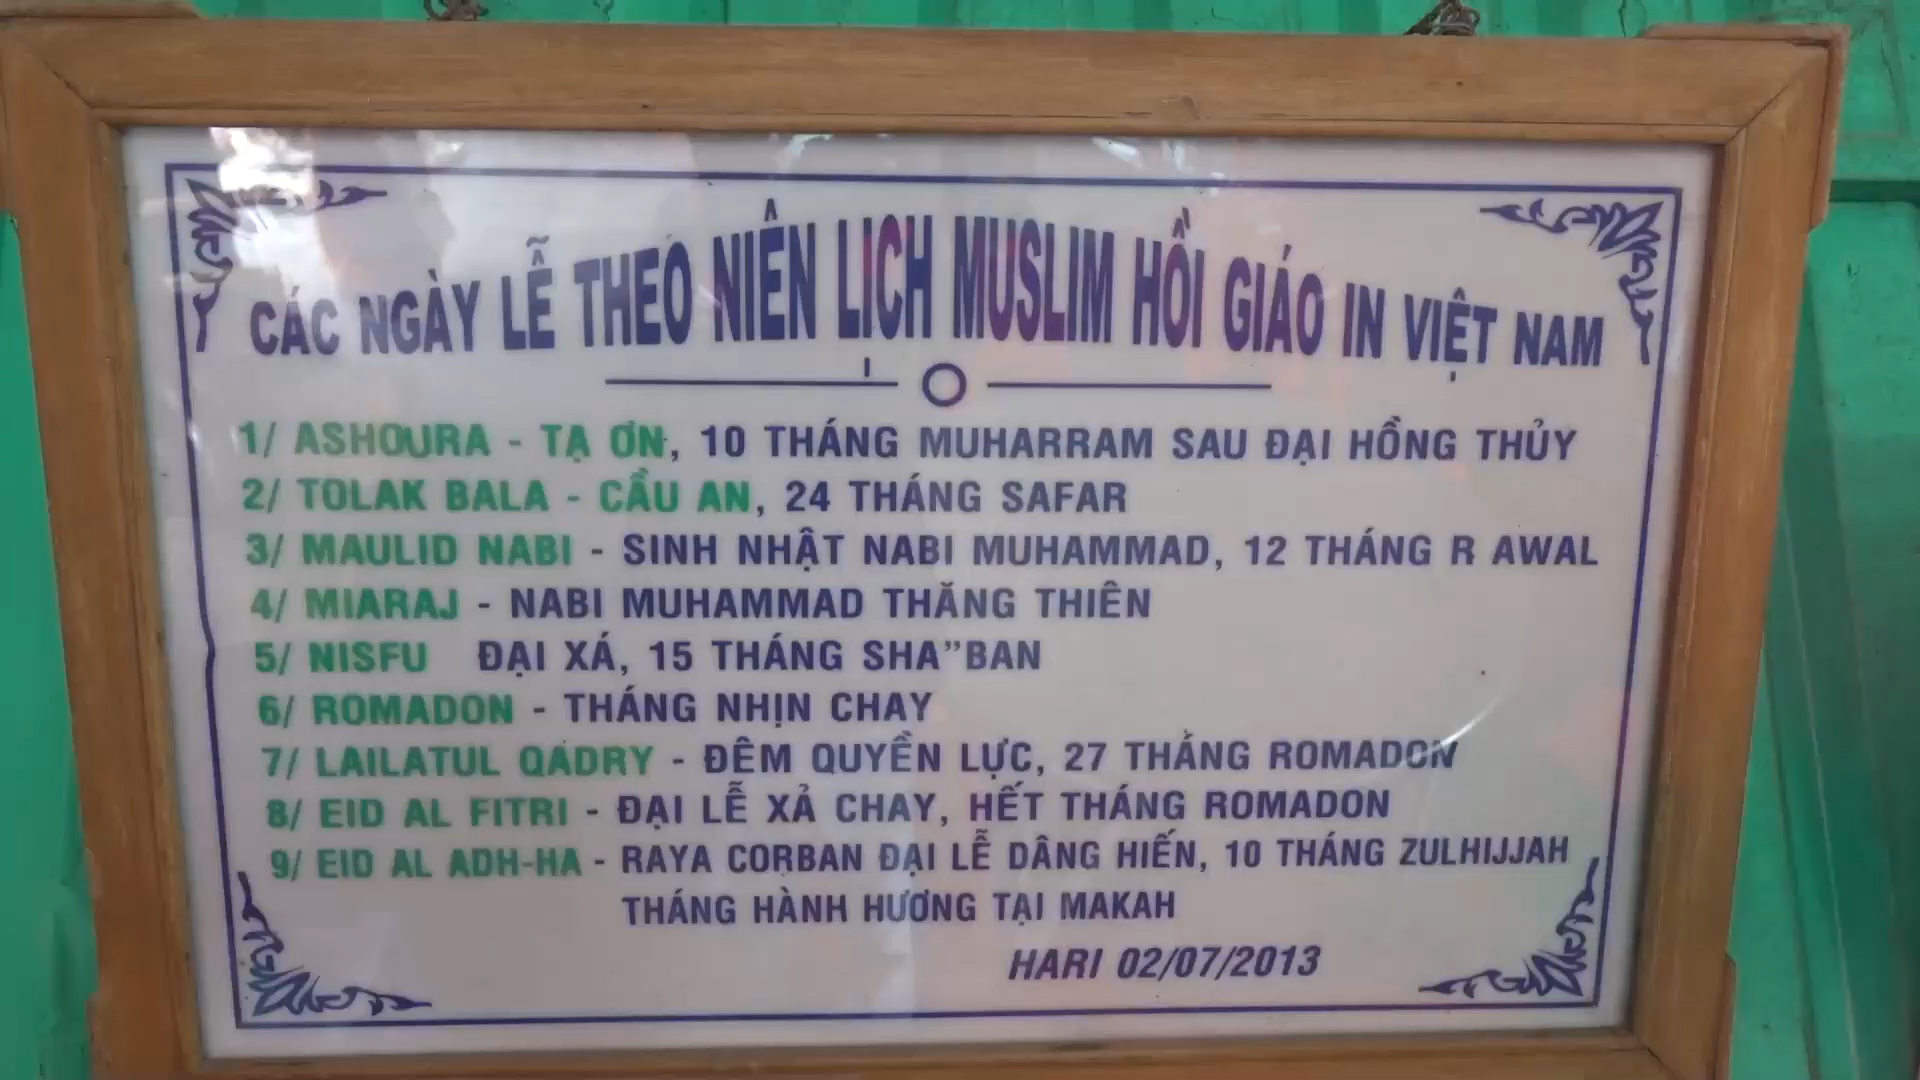 CÁC NGÀY LỄ THEO NIÊN LỊCH MUSLIM HỒI GIÁO IN VIỆT NAM
1/ ASHOURA - TẠ ƠN, 10 THÁNG MUHARRAM SAU ĐẠI HỒNG THỦY
2/ TOLAK BALA - CẦU AN, 24 THÁNG SAFAR
3/ MAULID NABI - SINH NHẬT NABI MUHAMMAD, 12 THÁNG R AWAL
4/ MIARAJ - NABI MUHAMMAD THĂNG THIÊN
5/ NISFU ĐẠI XÁ, 15 THÁNG SHA”BAN
6/ ROMADON - THÁNG NHỊN CHAY
7/ LAILATUL QADRY - ĐÊM QUYỀN LỰC, 27 THÁNG ROMADON
8/ EID AL FITRI - ĐẠI LỄ XẢ CHAY, HẾT THÁNG ROMADON
9/ EID AL ADH-HA - RAYA CORBAN ĐẠI LỄ DÂNG HIẾN, 10 THÁNG ZULHIJJAH
THÁNG HÀNH HƯƠNG TẠI MAKAH
HARI 02/07/2013